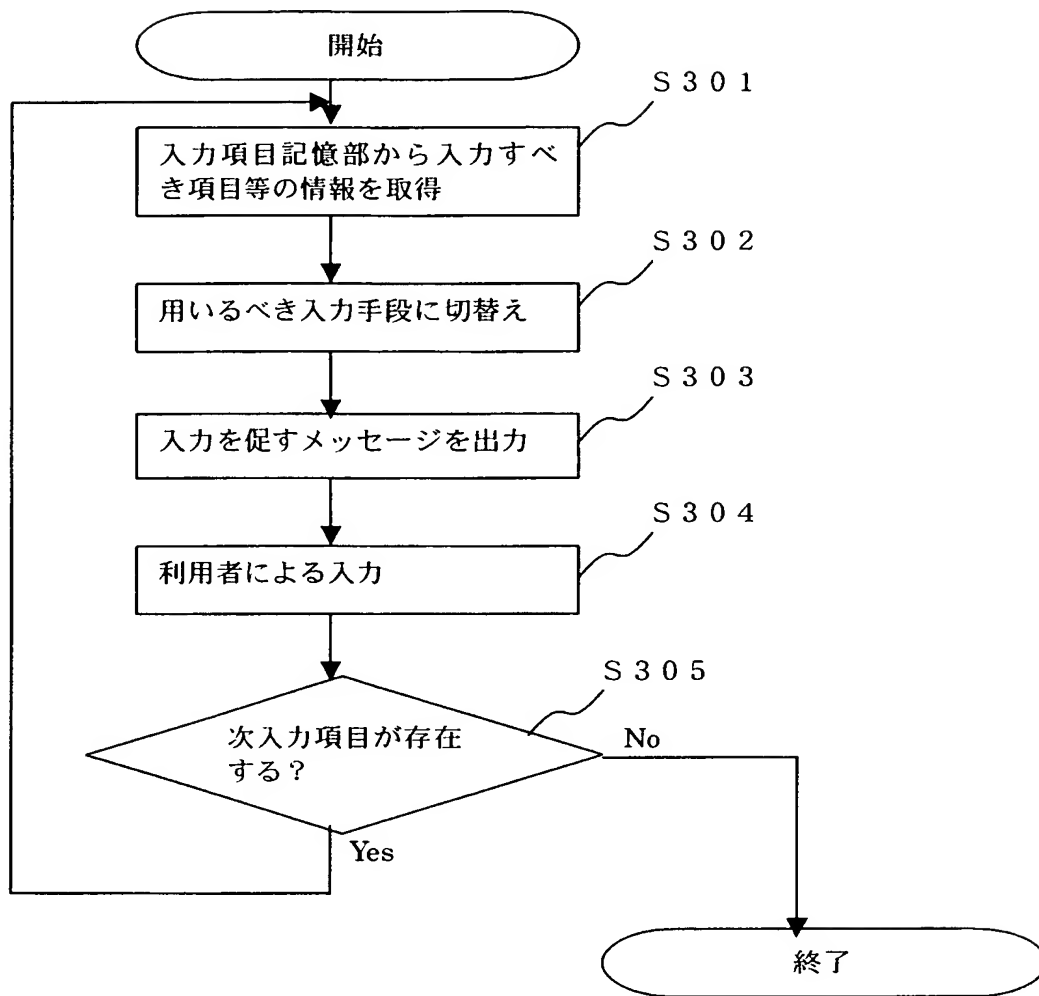 開始
S301
入力項目記憶部から入力すべ
き項目等の情報を取得
S302
用いるべき入力手段に切替え
S303
入力を促すメッセージを出力
S304
利用者による入力
S305
次入力項目が存在
する?
No
Yes
終了